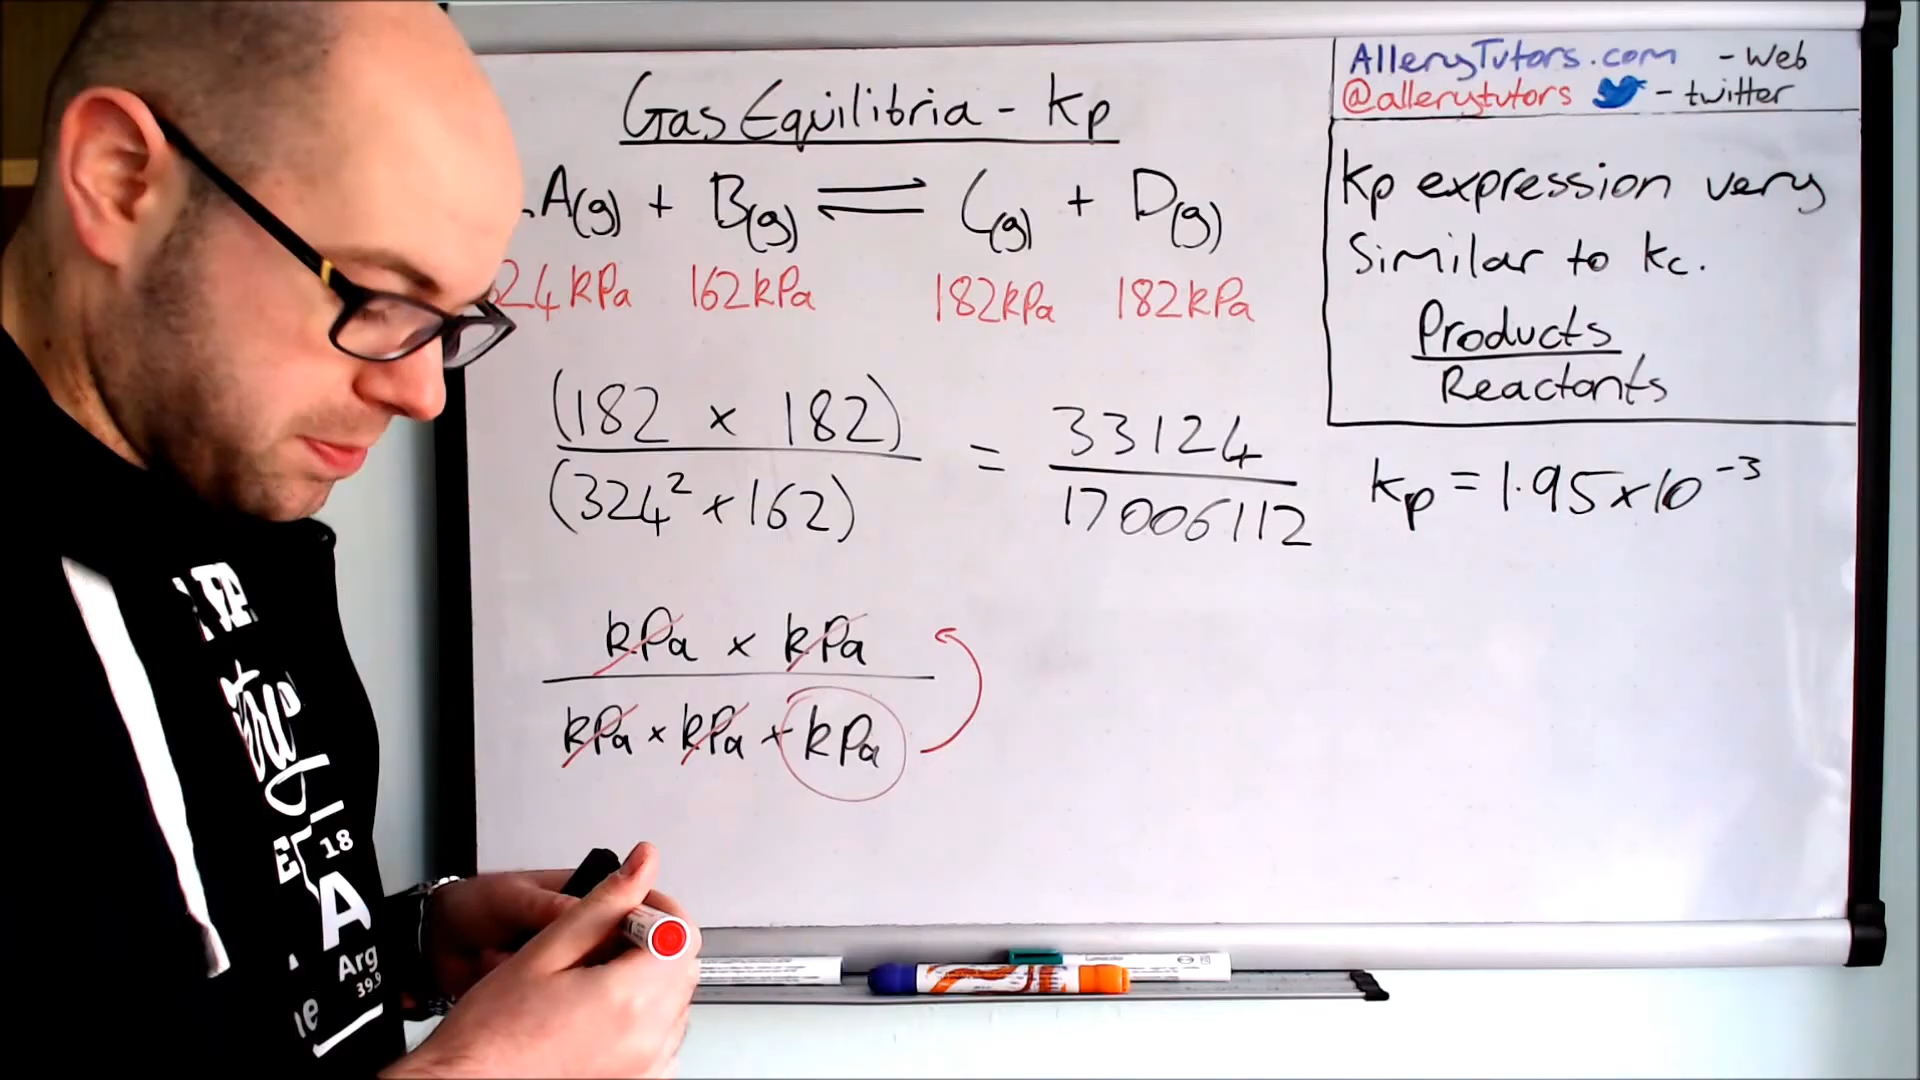 AlleryTutors.com - Web
@allerytutors - twitter
Gas Equilibria - Kp
A(g) + B(g) ⇌ C(g) + D(g)
24kPa 162kPa 182kPa 182kPa
Kp expression very
Similar to Kc.
Products
Reactants
(182 x 182)
(324² x 162)
=
33124
17006112
Kp = 1.95x10⁻³
kPa x kPa
kPa x kPa x kPa
18
A
Arg
39.9